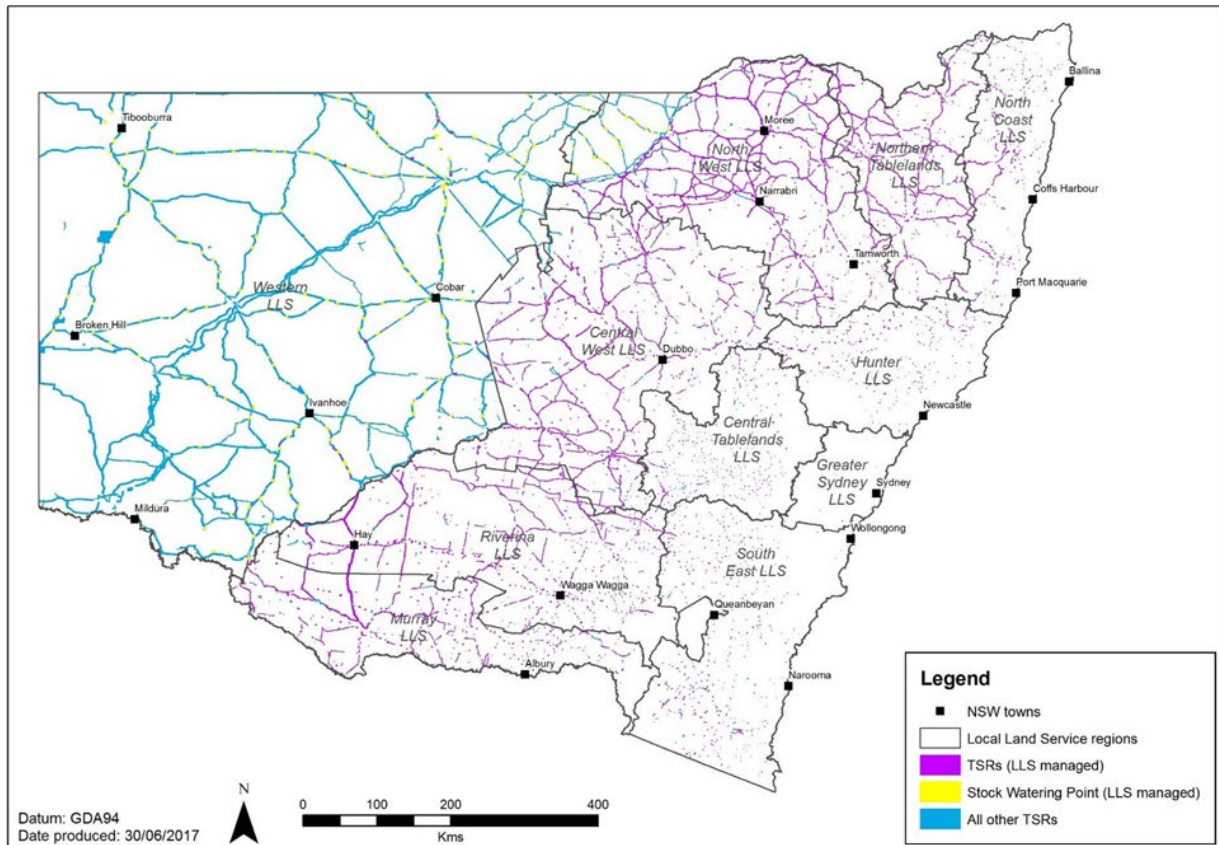 Ballina
Tibooburra
North
Coast
LLS
Moree
North
West LLS
Northern
Tablelands
LLS
Narrabri
Coffs Harbour
Tamworth
Western
LLS
Cobar
Port Macquarie
Broken Hill
Central
West LLS
Dubbo
Hunter
LLS
Ivanhoe
Newcastle
Central
Tablelands
LLS
Greater
Sydney
LLS
Sydney
Mildura
Hay
Riverina
LLS
Wollongong
South
East LLS
Wagga Wagga
Queanbeyan
Murray
LLS
Albury
Narooma
Legend
NSW towns
Local Land Service regions
TSRs (LLS managed)
Stock Watering Point (LLS managed)
All other TSRs
N
0 100 200 400
Kms
Datum: GDA94
Date produced: 30/06/2017